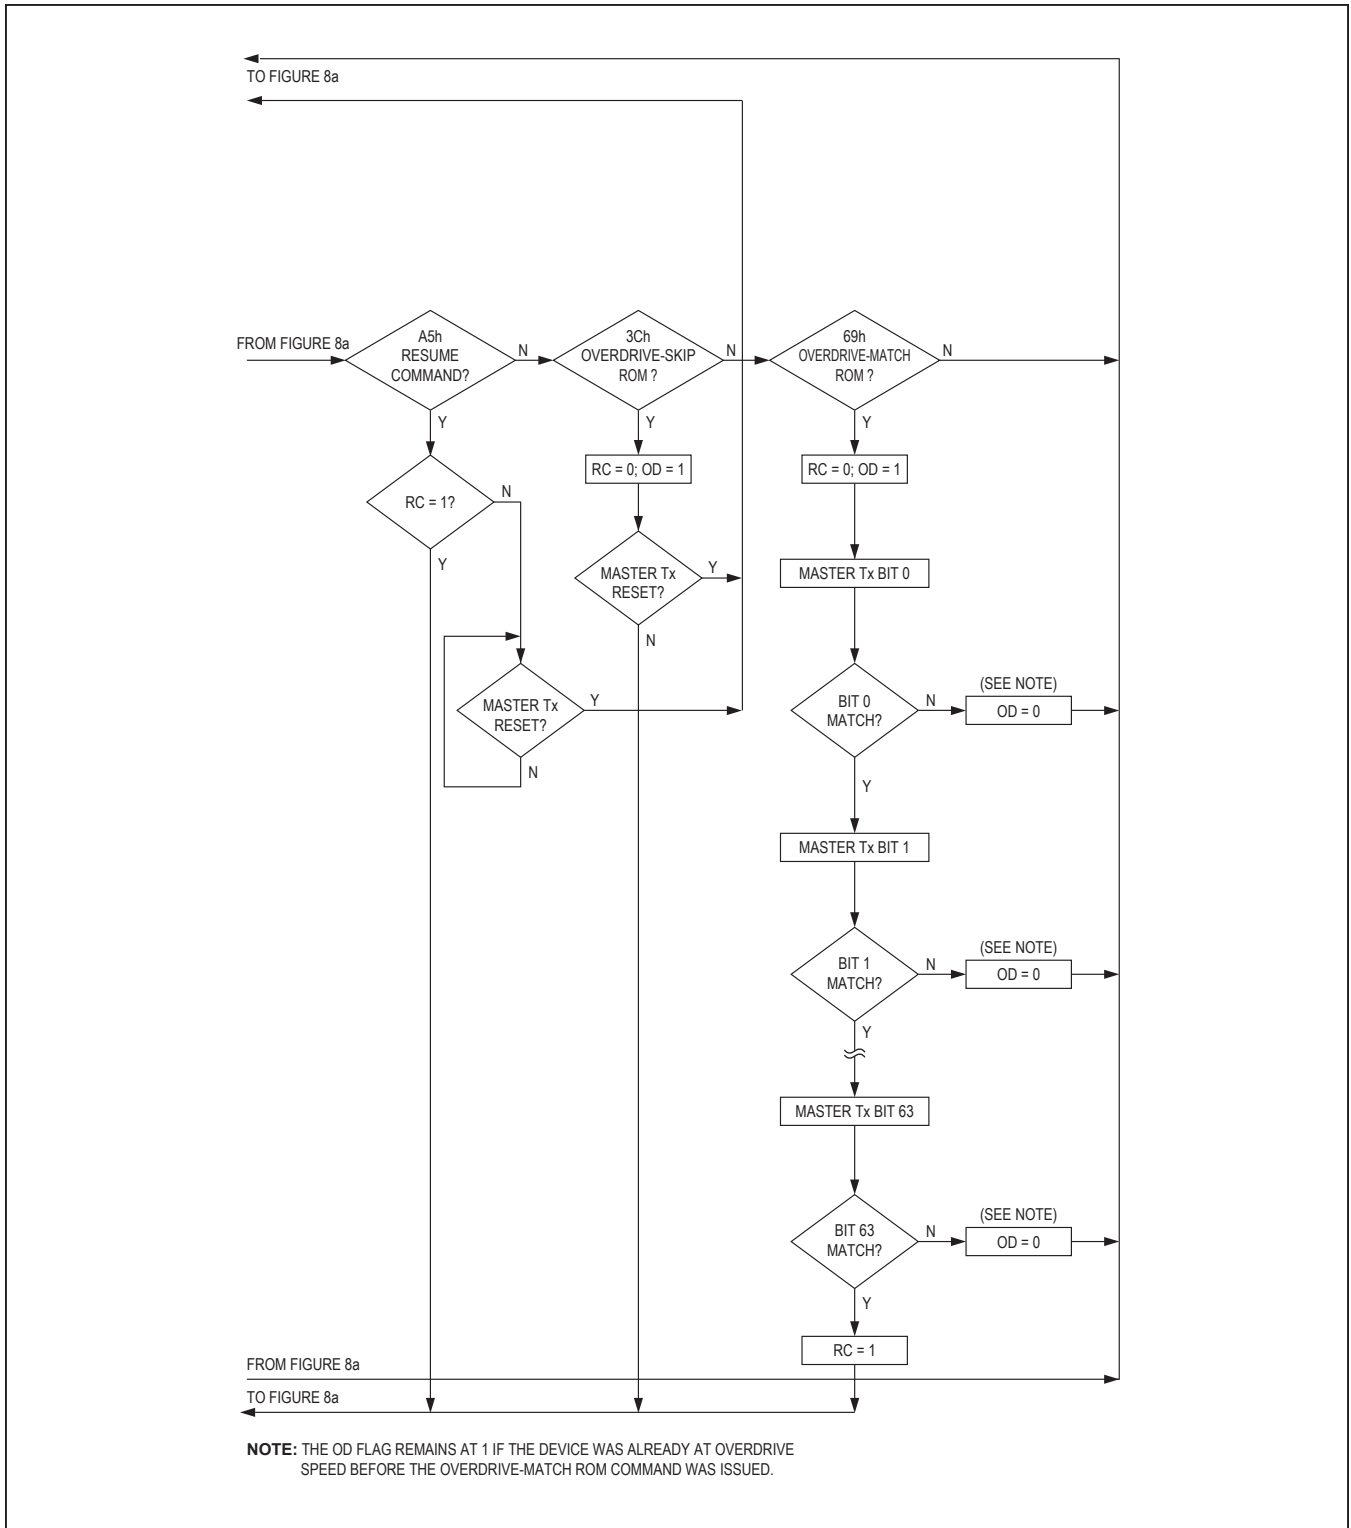 TO FIGURE 8a
FROM FIGURE 8a
A5h
RESUME
COMMAND?
N
3Ch
OVERDRIVE-SKIP
ROM ?
N
69h
OVERDRIVE-MATCH
ROM ?
N
Y
Y
Y
RC = 1?
N
Y
RC = 0; OD = 1
RC = 0; OD = 1
MASTER Tx
RESET?
Y
N
MASTER Tx BIT 0
MASTER Tx
RESET?
Y
N
BIT 0
MATCH?
N
(SEE NOTE)
OD = 0
Y
MASTER Tx BIT 1
BIT 1
MATCH?
N
(SEE NOTE)
OD = 0
Y
MASTER Tx BIT 63
BIT 63
MATCH?
N
(SEE NOTE)
OD = 0
Y
RC = 1
FROM FIGURE 8a
TO FIGURE 8a
NOTE: THE OD FLAG REMAINS AT 1 IF THE DEVICE WAS ALREADY AT OVERDRIVE
SPEED BEFORE THE OVERDRIVE-MATCH ROM COMMAND WAS ISSUED.